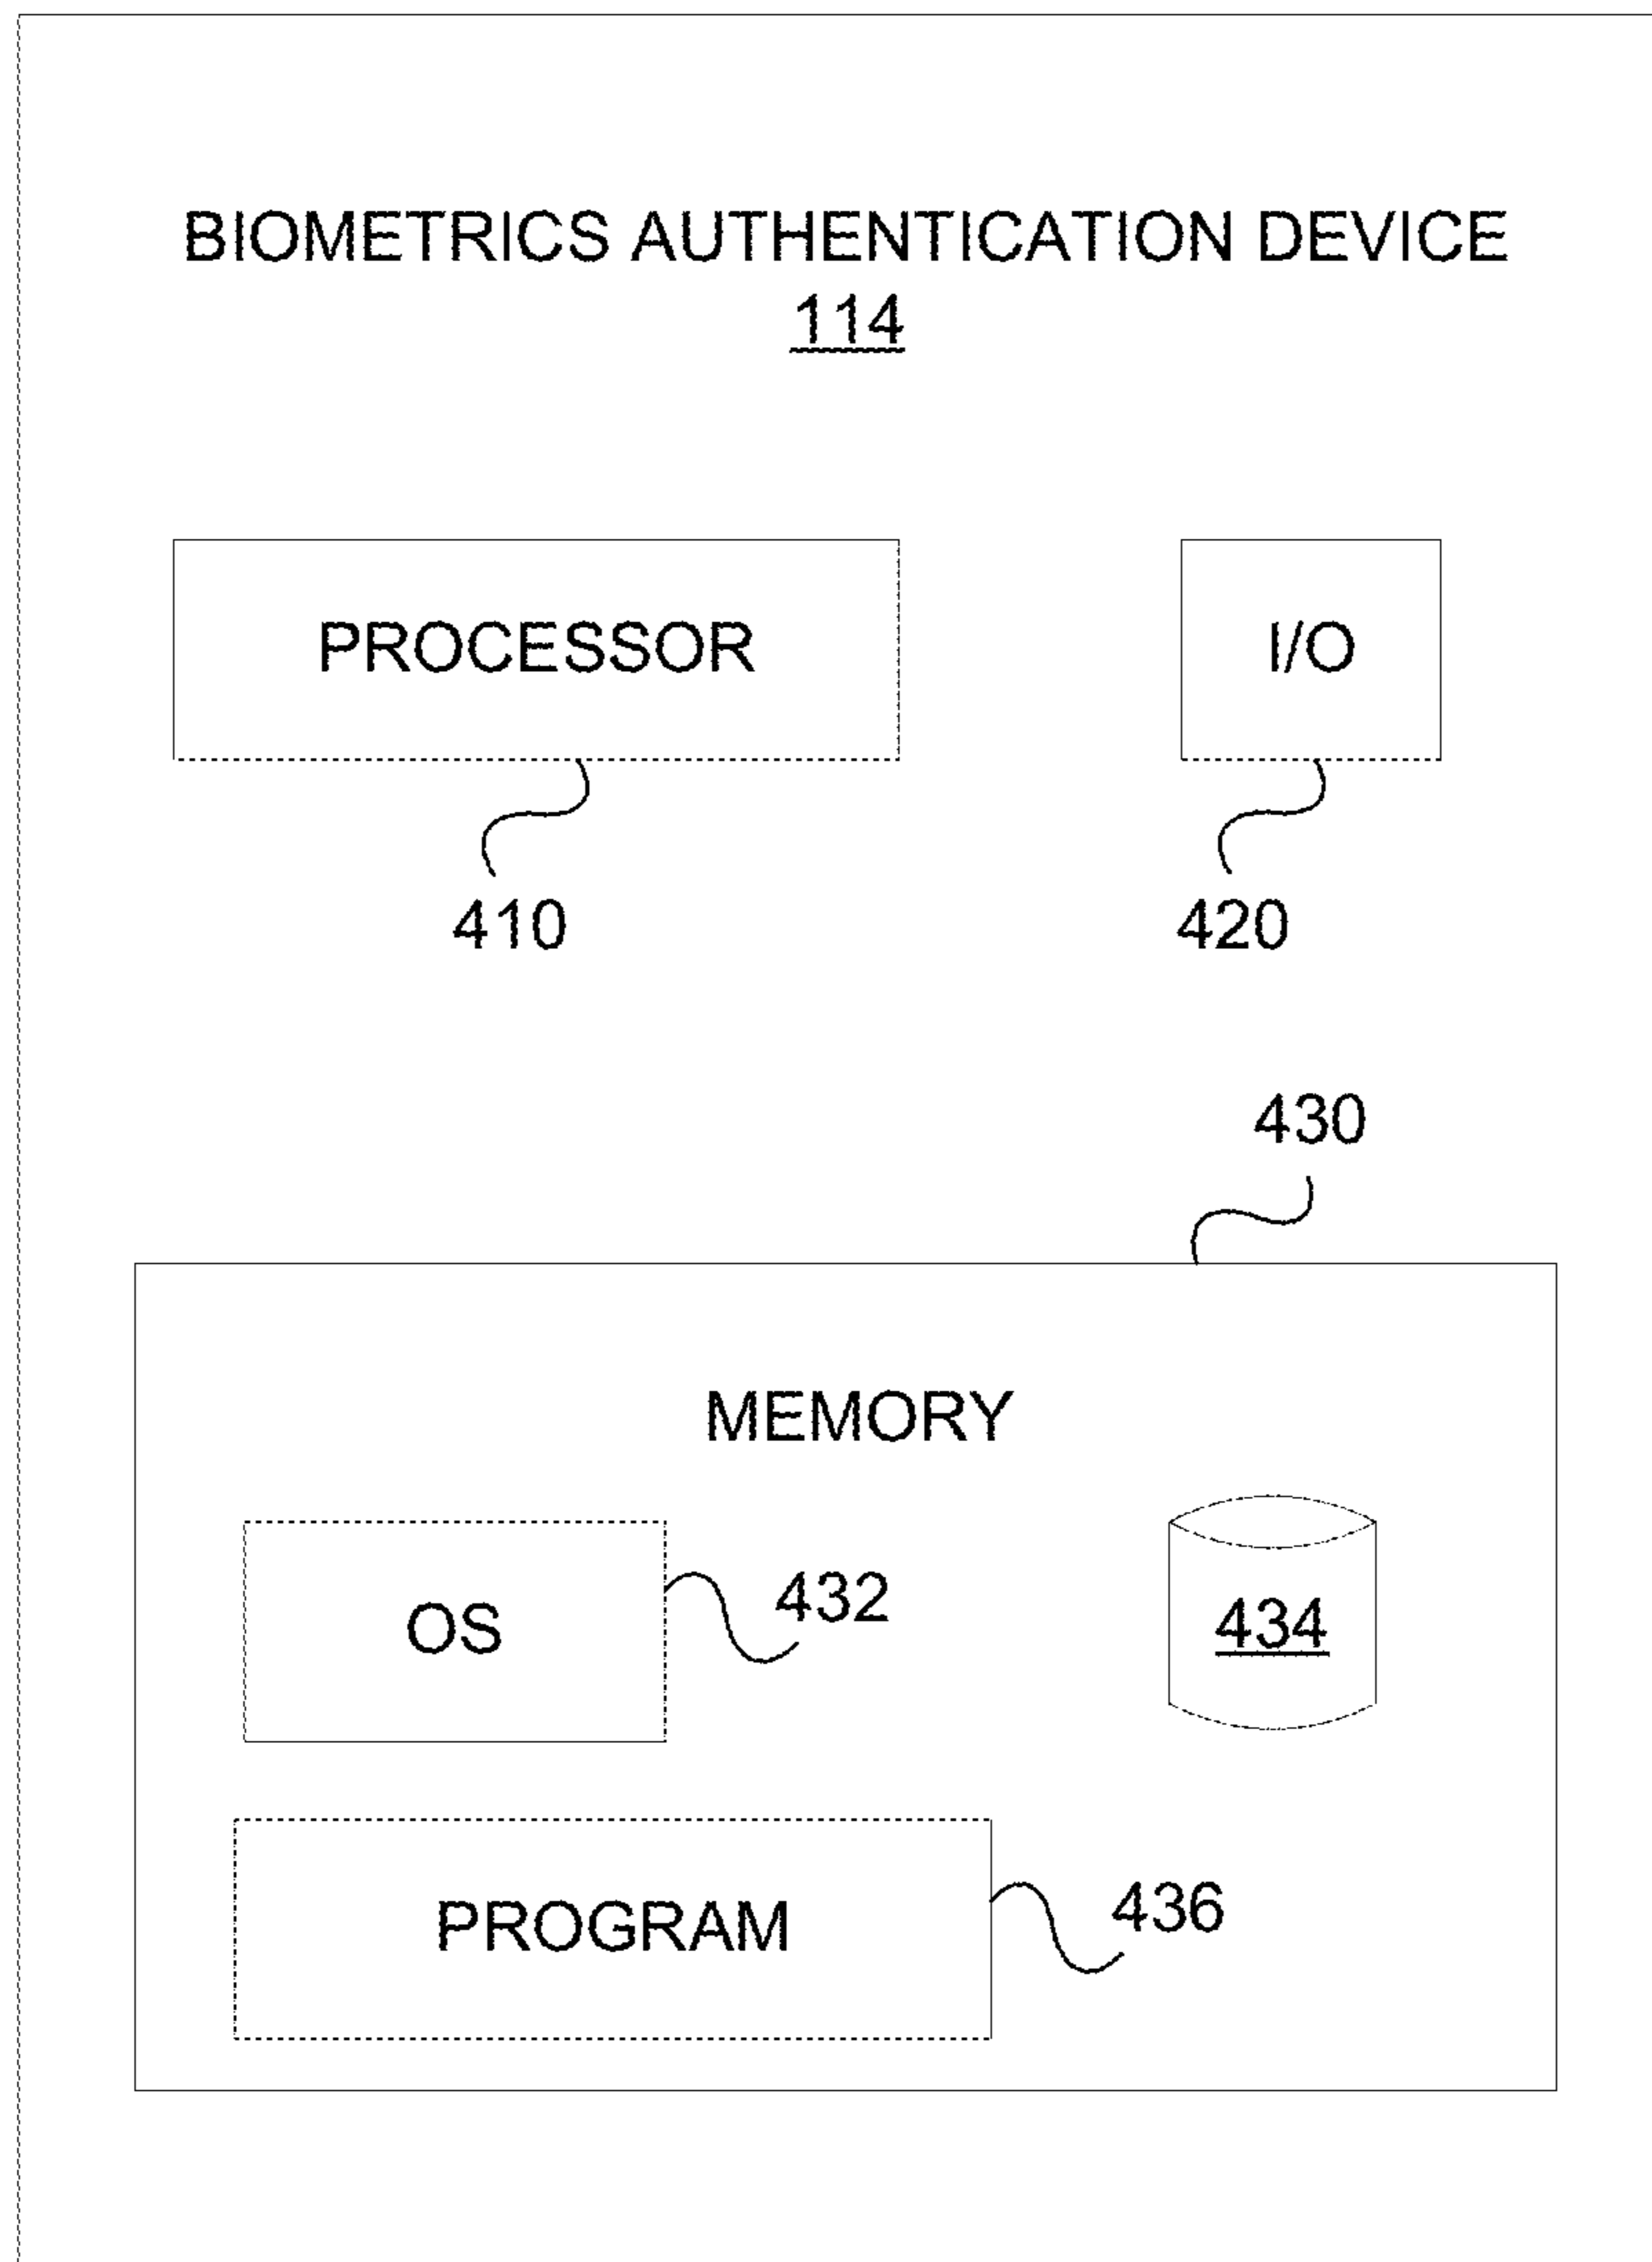 BIOMETRICS AUTHENTICATION DEVICE
114
PROCESSOR
I/O
410
420
430
MEMORY
OS
432
434
PROGRAM
436